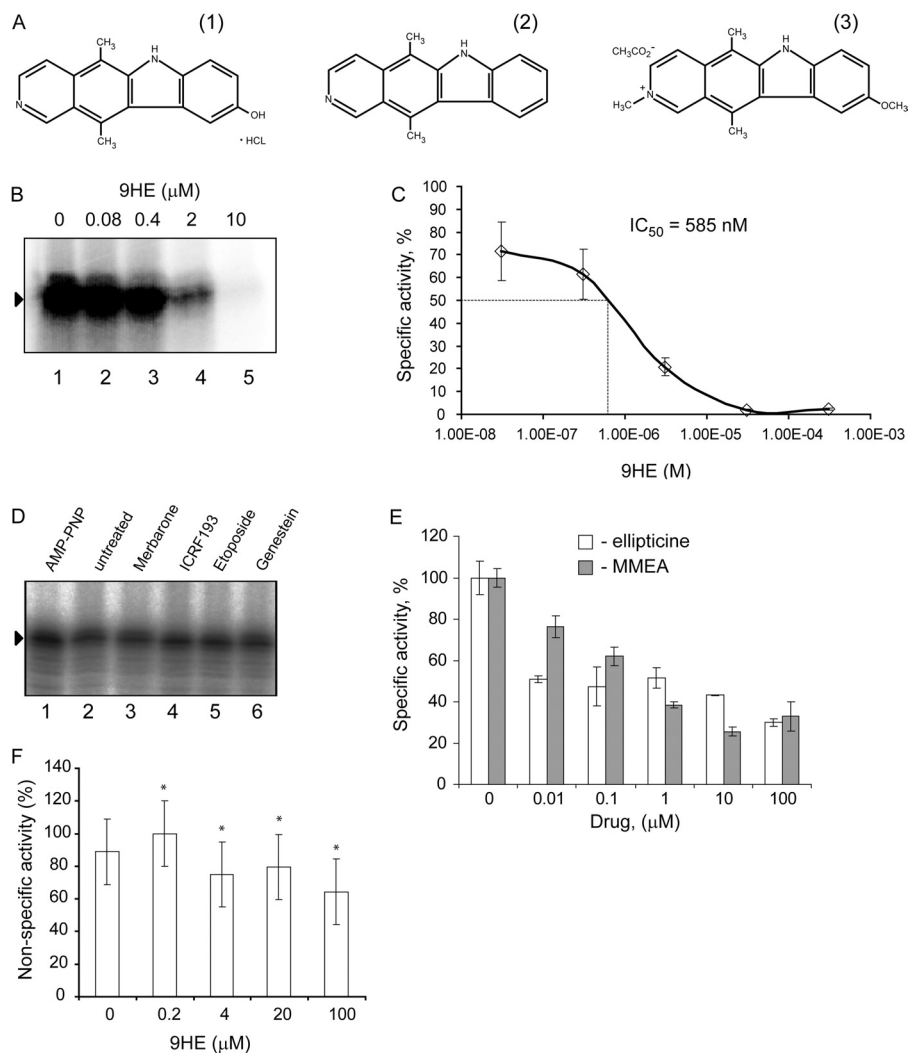 A (1) (2) (3)
CH3 H CH3 H CH3 H
N N CH3CO2− N
N N H3C N+
OH OCH3
CH3 CH3 CH3
• HCL
B 9HE (µM)
0 0.08 0.4 2 10
1 2 3 4 5
C
100
90
80
70
60
50
40
30
20
10
0
Specific activity, %
IC50 = 585 nM
1.00E-08 1.00E-07 1.00E-06 1.00E-05 1.00E-04 1.00E-03
9HE (M)
D
AMP-PNP
untreated
Merbarone
ICRF193
Etoposide
Genestein
1 2 3 4 5 6
E
- ellipticine
- MMEA
120
100
80
60
40
20
0
Specific activity, %
0 0.01 0.1 1 10 100
Drug, (µM)
F
140
120
100
80
60
40
20
0
Non-specific activity (%)
* * * *
0 0.2 4 20 100
9HE (µM)